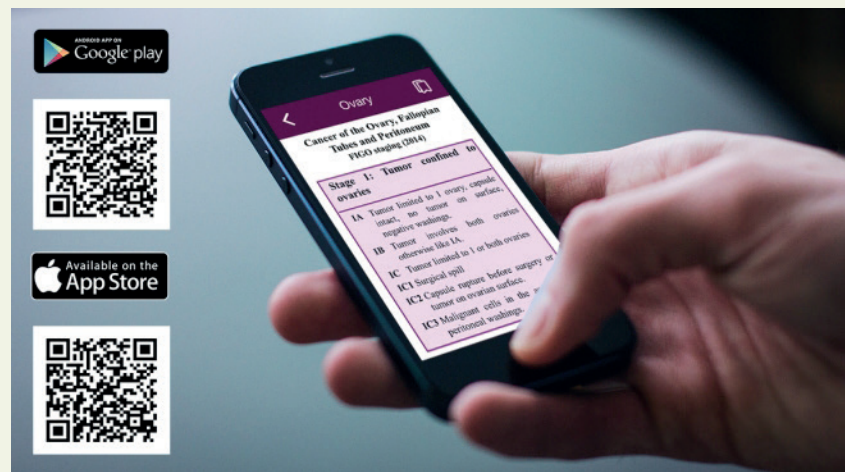 ANDROID APP ON
Google play
Available on the
App Store
Ovary
Cancer of the Ovary, Fallopian
Tubes and Peritoneum
FIGO staging (2014)
Stage 1: Tumor confined to
ovaries
IA Tumor limited to 1 ovary, capsule
intact, no tumor on surface,
negative washings.
IB Tumor involves both ovaries
otherwise like IA.
IC Tumor limited to 1 or both ovaries
IC1 Surgical spill
IC2 Capsule rupture before surgery or
tumor on ovarian surface.
IC3 Malignant cells in the
peritoneal washings.